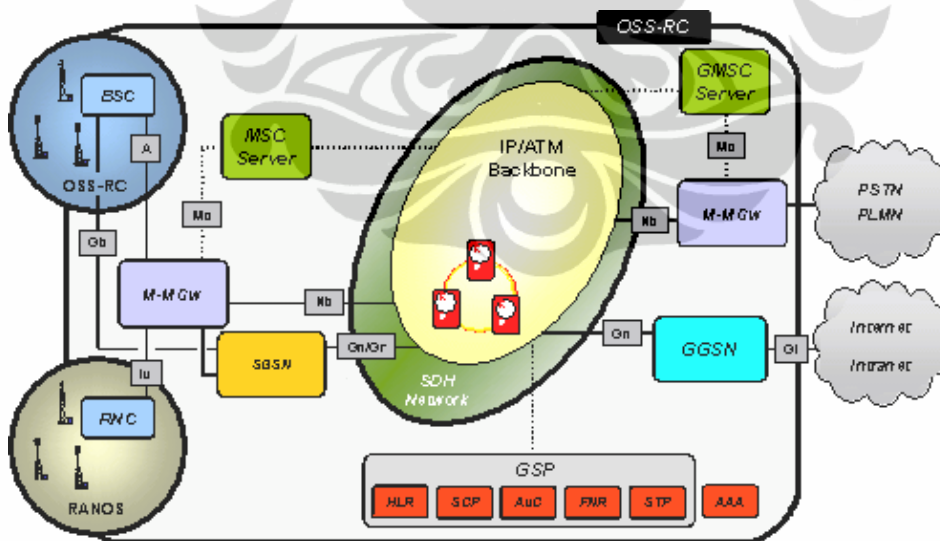 OSS-RC
BSC
OSS-RC
A
Gb
MSC
Server
Mc
M-MGw
Nb
SGSN
Gn/Gr
Iu
RNC
RANOS
IP/ATM
Backbone
SDH
Network
GMSC
Server
Mc
Nb
M-MGw
PSTN
PLMN
Gn
GGSN
Gi
Internet
Intranet
GSP
HLR
SCP
AuC
FNR
STP
AAA